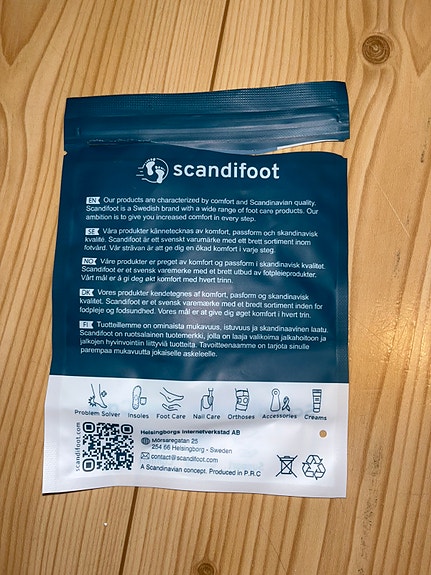 scandifoot
EN Our products are characterized by comfort and Scandinavian quality.
Scandifoot is a Swedish brand with a wide range of foot care products. Our
ambition is to give you increased comfort in every step.
SE Våra produkter kännetecknas av komfort, passform och skandinavisk
kvalité. Scandifoot är ett svenskt varumärke med ett brett sortiment inom
fotvård. Vår strävan är att ge dig en ökad komfort i varje steg.
NO Våre produkter er preget av komfort og passform i skandinavisk kvalitet.
Scandifoot er et svensk varemerke med et brett utbud av fotpleieprodukter.
Vårt mål er å gi deg økt komfort med hvert trinn.
DK Vores produkter kendetegnes af komfort, pasform og skandinavisk
kvalitet. Scandifoot er et svensk varemærke med et bredt sortiment inden for
fodpleje og fodsundhed. Vores mål er at give dig øget komfort i hvert trin.
FI Tuotteillemme on ominaista mukavuus, istuvuus ja skandinaavinen laatu.
Scandifoot on ruotsalainen tuotemerkki, jolla on laaja valikoima jalkahoitoon ja
jalkojen hyvinvointiin liittyviä tuotteita. Tavoitteenaamme on tarjota sinulle
parempaa mukavuutta jokaiselle askeleelle.
Problem Solver Insoles Foot Care Nail Care Orthoses Accessories Creams
scandifoot.com
Helsingborgs Internetverkstad AB
Mörsaregatan 25
254 66 Helsingborg - Sweden
contact@scandifoot.com
A Scandinavian concept. Produced in P.R.C